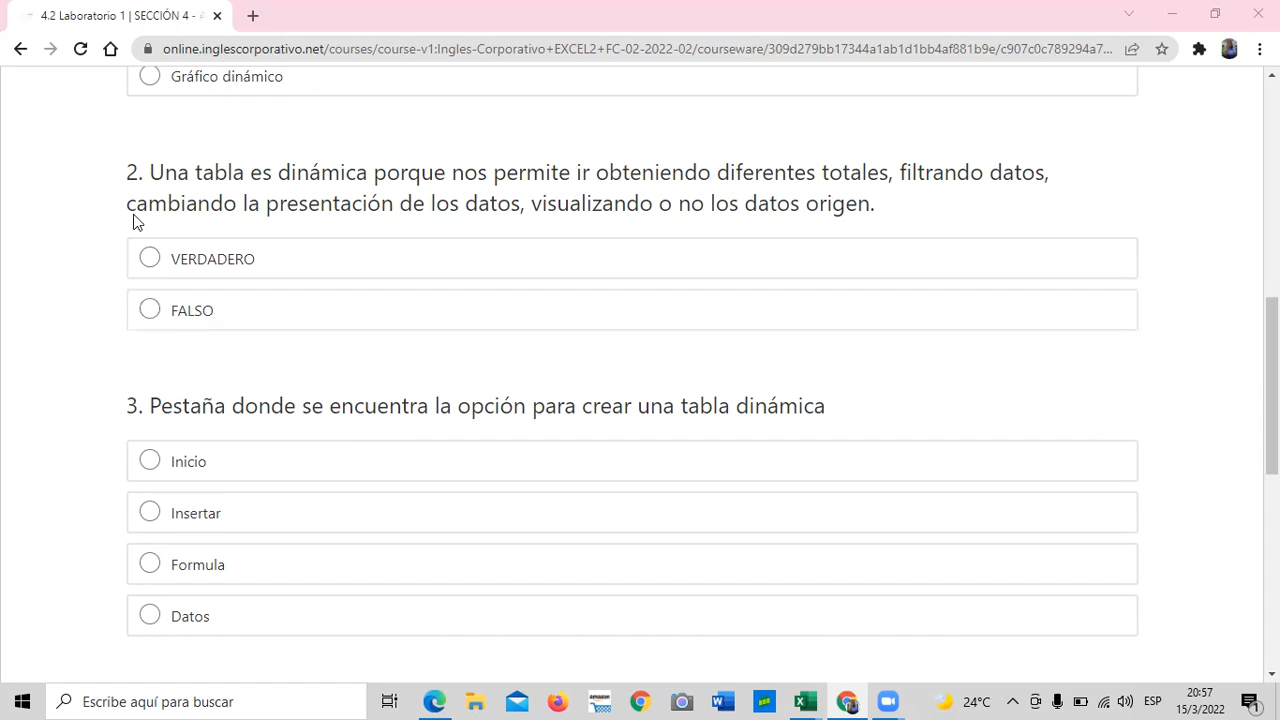 4.2 Laboratorio 1 | SECCIÓN 4 -
online.inglescorporativo.net/courses/course-v1:Ingles-Corporativo+EXCEL2+FC-02-2022-02/courseware/309d279bb17344a1ab1d1bb4af881b9e/c907c0c789294a7...
Gráfico dinámico
2. Una tabla es dinámica porque nos permite ir obteniendo diferentes totales, filtrando datos,
cambiando la presentación de los datos, visualizando o no los datos origen.
VERDADERO
FALSO
3. Pestaña donde se encuentra la opción para crear una tabla dinámica
Inicio
Insertar
Formula
Datos
Escribe aquí para buscar
24°C
ESP
20:57
15/3/2022